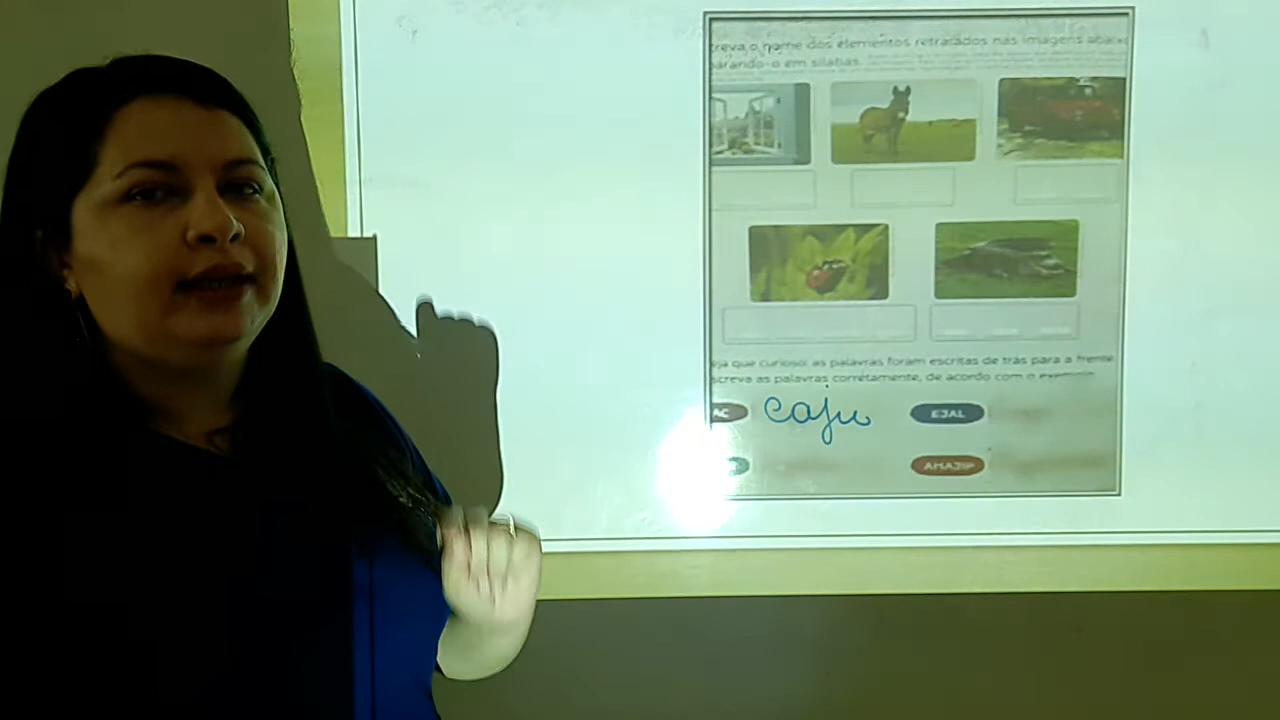 creva o nome dos elementos retratados nas imagens abaixo
parando-o em sílabas.
eja que curioso: as palavras foram escritas de trás para a frente
screva as palavras corretamente, de acordo com o exemplo
AC caju EJAL
AMAJIP